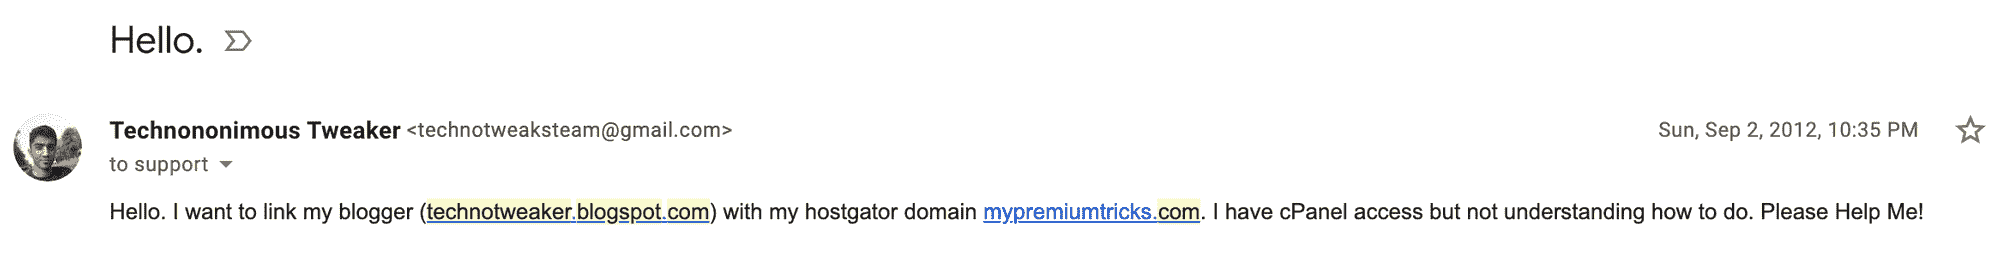 Hello.
Technononimous Tweaker <technotweaksteam@gmail.com>
Sun, Sep 2, 2012, 10:35 PM
to support
Hello. I want to link my blogger (technotweaker.blogspot.com) with my hostgator domain mypremiumtricks.com. I have cPanel access but not understanding how to do. Please Help Me!